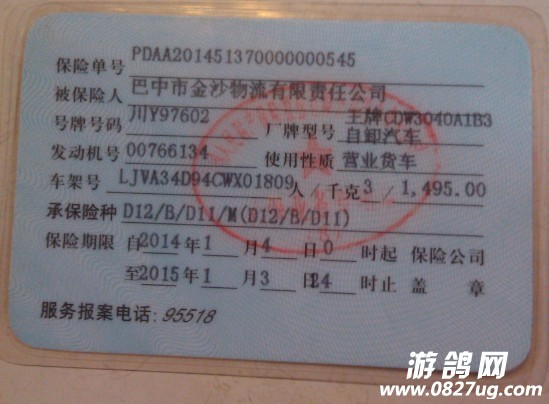 保险单号 PDAA201451370000000545
被保险人 巴中市金沙物流有限责任公司
号牌号码 川Y97602 厂牌型号 王牌CDW3040A1B3
自卸汽车
发动机号 00766134 使用性质 营业货车
车架号 LJVA34D94CWX01809 人/千克 3 / 1,495.00
承保险种 D12/B/D11/M(D12/B/D11)
保险期限 自2014年1月4日0时起 保险公司
至2015年1月3日24时止 盖章
服务报案电话: 95518
游鸽网
www.0827ug.com